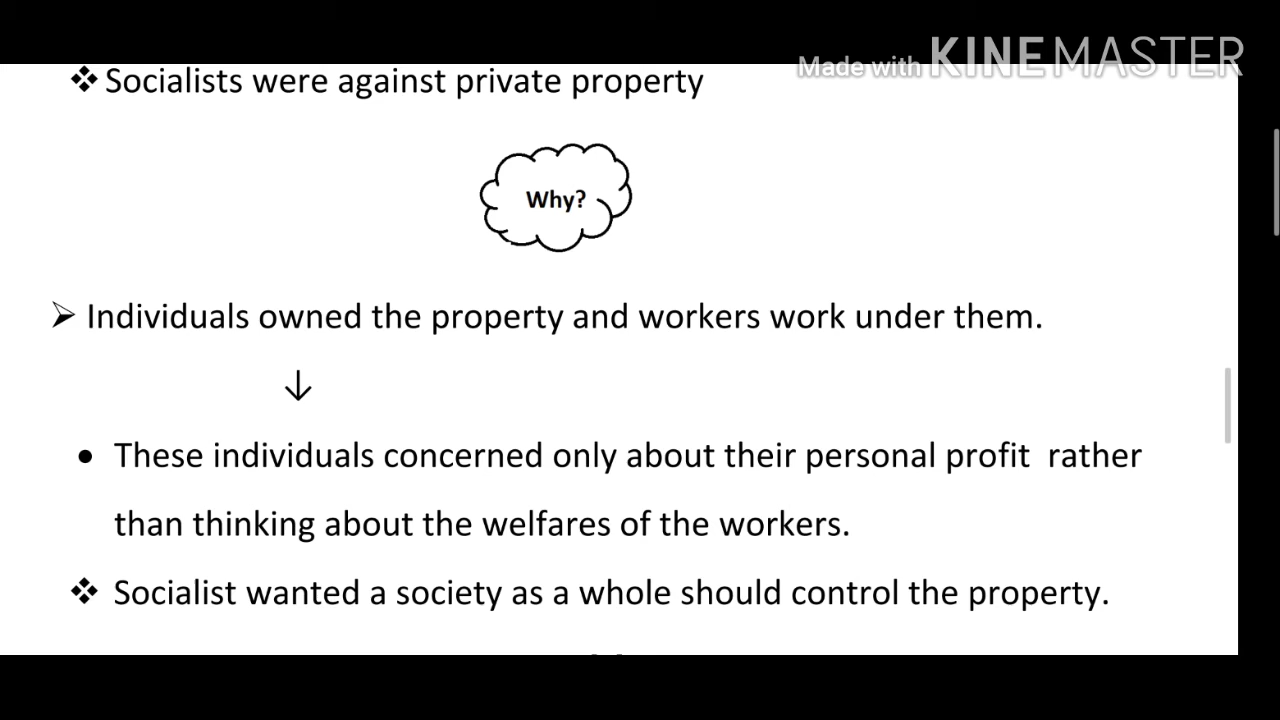 Made with KINEMASTER
❖ Socialists were against private property
Why?
➢ Individuals owned the property and workers work under them.
↓
• These individuals concerned only about their personal profit rather
than thinking about the welfares of the workers.
❖ Socialist wanted a society as a whole should control the property.